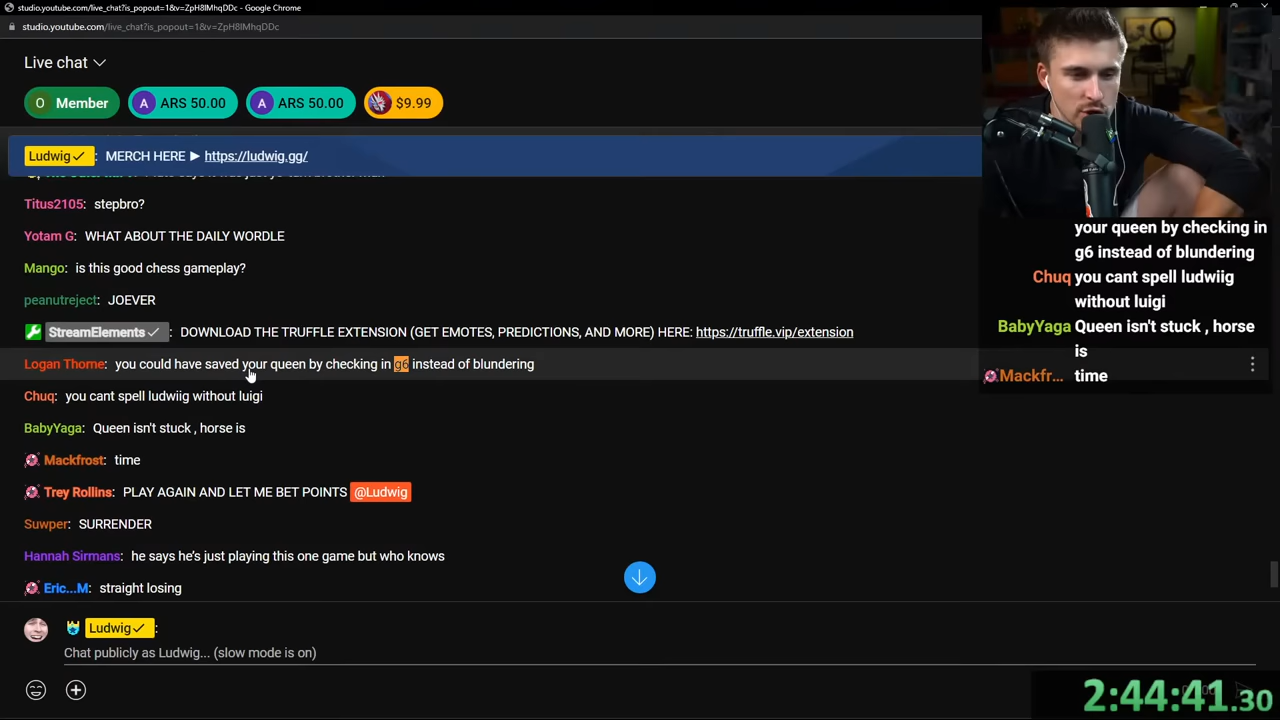 studio.youtube.com/live_chat?is_popout=1&v=ZpH8lMhqDDc - Google Chrome
studio.youtube.com/live_chat?is_popout=1&v=ZpH8lMhqDDc
Live chat
O Member A ARS 50.00 A ARS 50.00 $9.99
Ludwig : MERCH HERE ► https://ludwig.gg/
Titus2105: stepbro?
Yotam G: WHAT ABOUT THE DAILY WORDLE
Mango: is this good chess gameplay?
peanutreject: JOEVER
StreamElements : DOWNLOAD THE TRUFFLE EXTENSION (GET EMOTES, PREDICTIONS, AND MORE) HERE: https://truffle.vip/extension
Logan Thorne: you could have saved your queen by checking in g6 instead of blundering
Chuq: you cant spell ludwiig without luigi
BabyYaga: Queen isn't stuck , horse is
Mackfrost: time
Trey Rollins: PLAY AGAIN AND LET ME BET POINTS @Ludwig
Suwper: SURRENDER
Hannah Sirmans: he says he's just playing this one game but who knows
Eric...M: straight losing
Ludwig :
Chat publicly as Ludwig... (slow mode is on)
your queen by checking in
g6 instead of blundering
Chuq you cant spell ludwiig
without luigi
BabyYaga Queen isn't stuck , horse
is
Mackfr... time
2:44:41.30